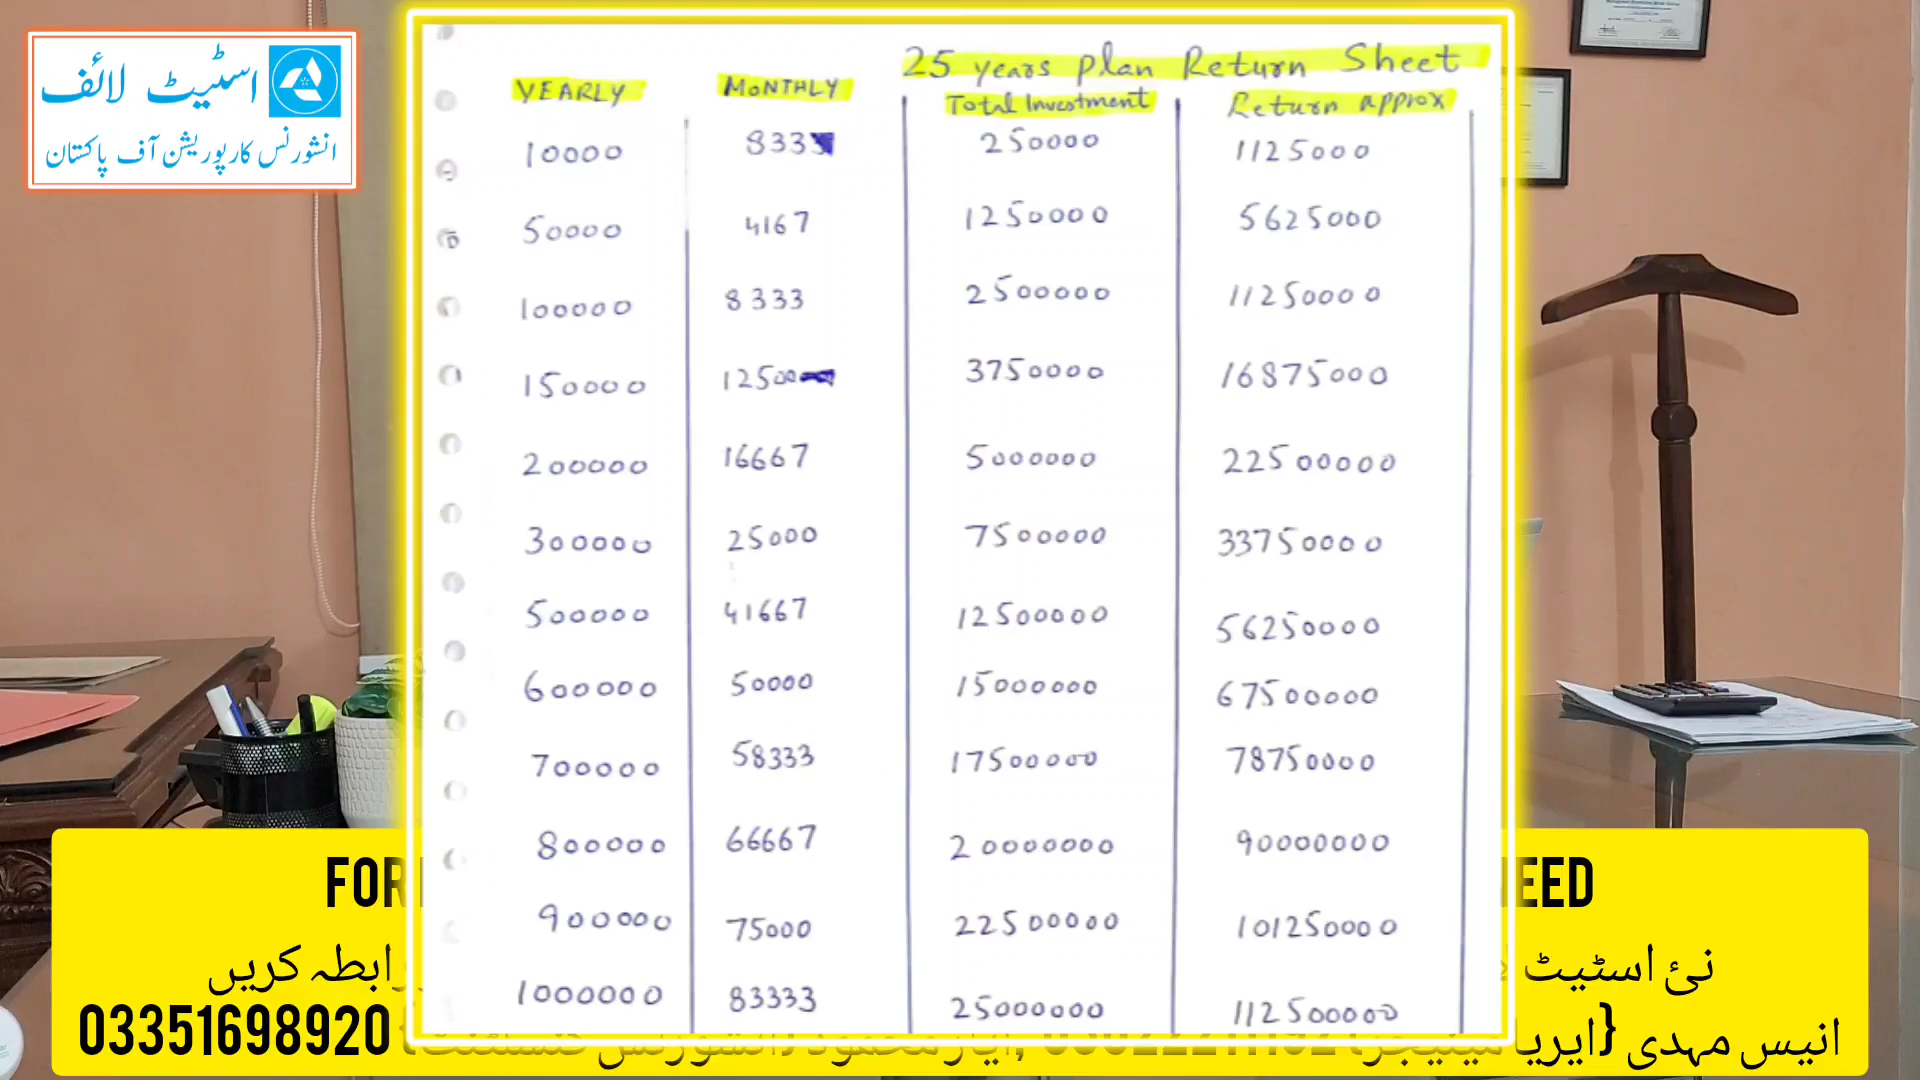 اسٹیٹ لائف
انشورنس کارپوریشن آف پاکستان
25 years plan Return Sheet
YEARLY MONTHLY Total Investment Return approx
10000 833 250000 1125000
50000 4167 1250000 5625000
100000 8333 2500000 11250000
150000 12500 3750000 16875000
200000 16667 5000000 22500000
300000 25000 7500000 33750000
500000 41667 12500000 56250000
600000 50000 15000000 67500000
700000 58333 17500000 78750000
800000 66667 20000000 90000000
900000 75000 22500000 101250000
1000000 83333 25000000 112500000
FOR EED
نئ اسٹیٹ رابطہ کریں
انیس مہدی {ایریا
03351698920